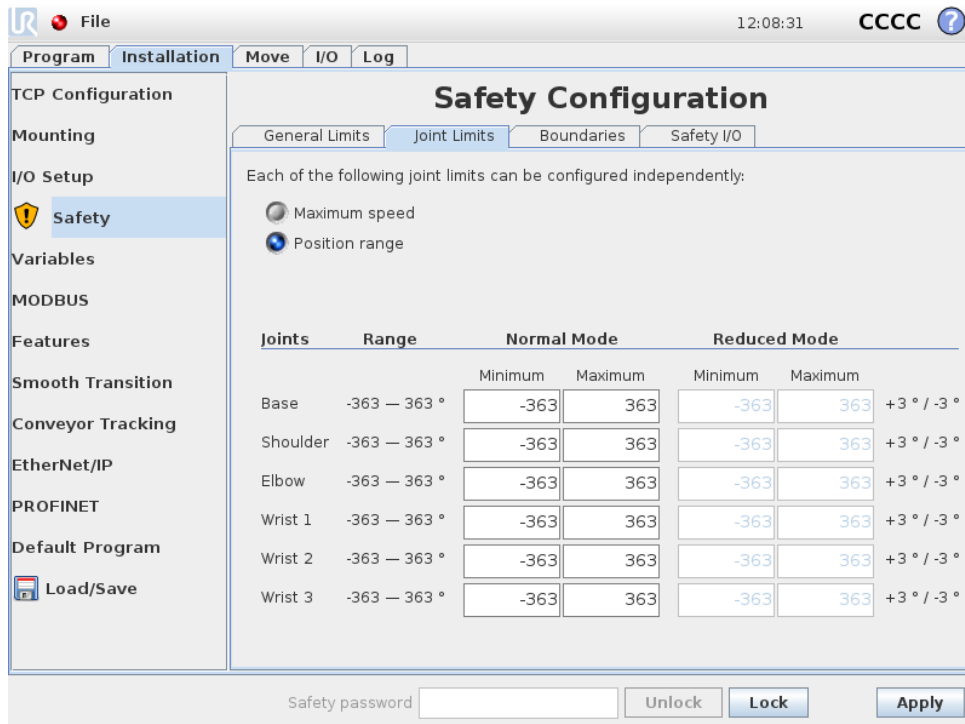 UR File 12:08:31 CCCC ?
Program Installation Move I/O Log
TCP Configuration
Mounting
I/O Setup
Safety
Variables
MODBUS
Features
Smooth Transition
Conveyor Tracking
EtherNet/IP
PROFINET
Default Program
Load/Save
Safety Configuration
General Limits Joint Limits Boundaries Safety I/O
Each of the following joint limits can be configured independently:
Maximum speed
Position range
Joints Range Normal Mode Reduced Mode
Minimum Maximum Minimum Maximum
Base -363 — 363 ° -363 363 -363 363 +3 ° / -3 °
Shoulder -363 — 363 ° -363 363 -363 363 +3 ° / -3 °
Elbow -363 — 363 ° -363 363 -363 363 +3 ° / -3 °
Wrist 1 -363 — 363 ° -363 363 -363 363 +3 ° / -3 °
Wrist 2 -363 — 363 ° -363 363 -363 363 +3 ° / -3 °
Wrist 3 -363 — 363 ° -363 363 -363 363 +3 ° / -3 °
Safety password Unlock Lock Apply